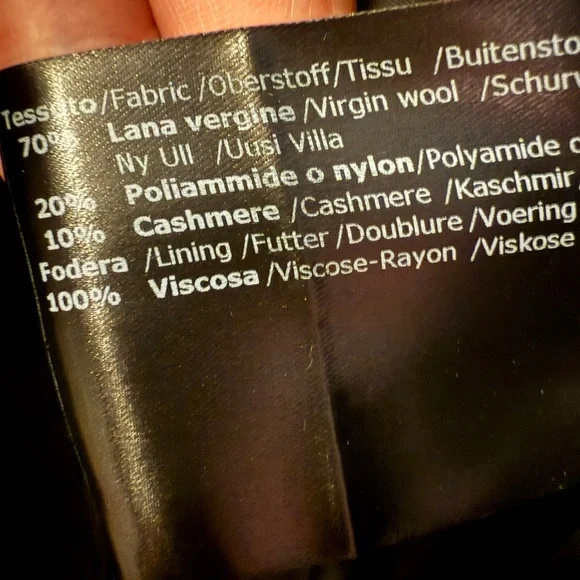 Tessuto/Fabric /Oberstoff/Tissu /Buitensto
70% Lana vergine /Virgin wool /Schurw
Ny Ull /Uusi Villa
20% Poliammide o nylon/Polyamide o
10% Cashmere /Cashmere /Kaschmir
Fodera /Lining /Futter /Doublure /Voering
100% Viscosa /Viscose-Rayon /Viskose